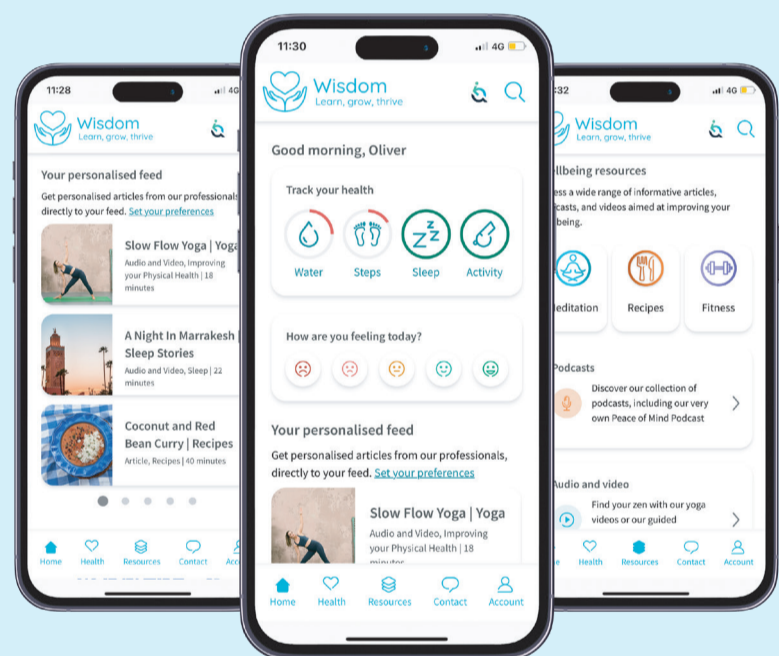 11:28
4G
Wisdom
Learn, grow, thrive
Your personalised feed
Get personalised articles from our professionals
directly to your feed. Set your preferences
Slow Flow Yoga | Yoga
Audio and Video, Improving
your Physical Health | 18
minutes
A Night In Marrakesh |
Sleep Stories
Audio and Video, Sleep | 22
minutes
Coconut and Red
Bean Curry | Recipes
Article, Recipes | 40 minutes
Home Health Resources Contact Acc
11:30
4G
Wisdom
Learn, grow, thrive
Good morning, Oliver
Track your health
Water Steps Sleep Activity
How are you feeling today?
Your personalised feed
Get personalised articles from our professionals,
directly to your feed. Set your preferences
Slow Flow Yoga | Yoga
Audio and Video, Improving
your Physical Health | 18
minutes
Home Health Resources Contact Account
:32
4G
Wisdom
Learn, grow, thrive
llbeing resources
ess a wide range of informative articles,
casts, and videos aimed at improving your
being.
editation Recipes Fitness
Podcasts
Discover our collection of
podcasts, including our very
own Peace of Mind Podcast
Audio and video
Find your zen with our yoga
videos or our guided
Health Resources Contact Account